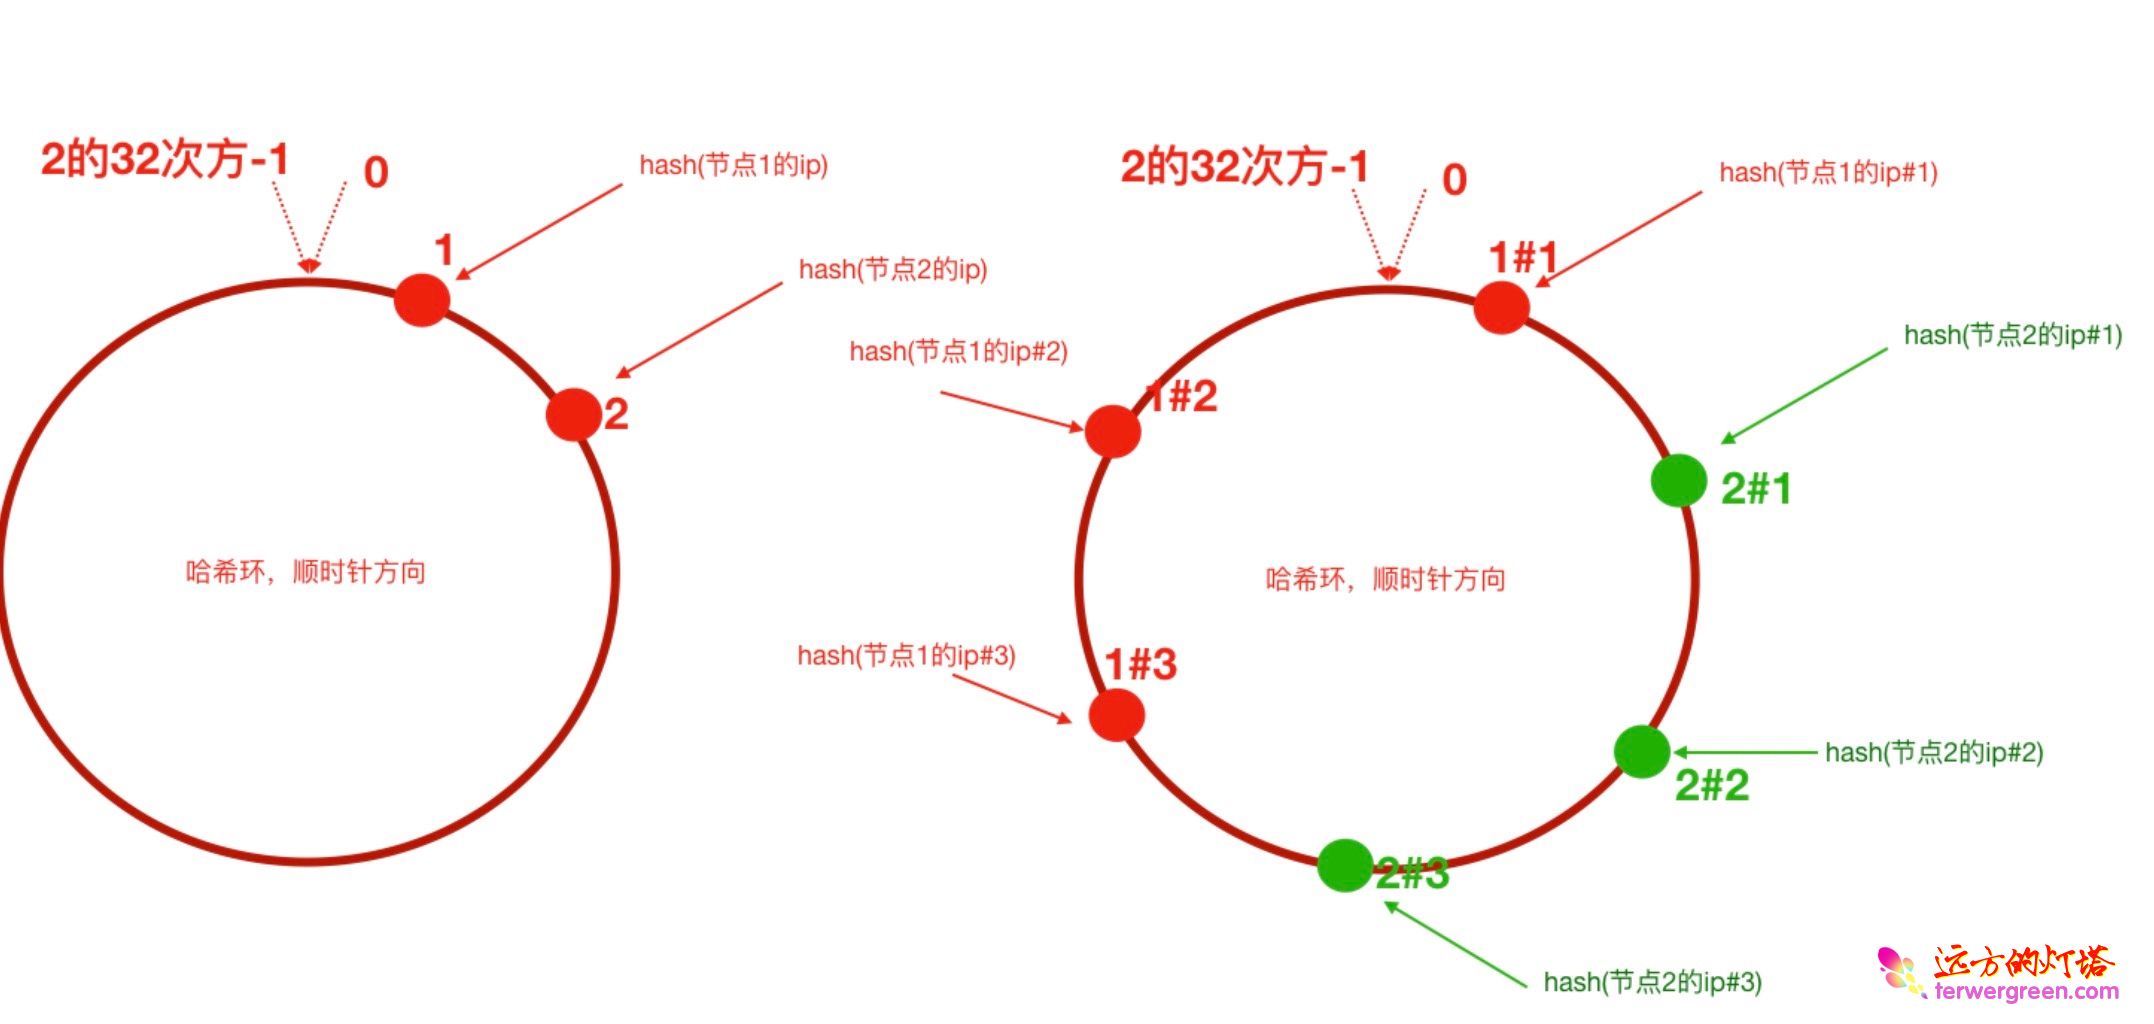 2的32次方-1
0
hash(节点1的ip)
1
hash(节点2的ip)
2
哈希环，顺时针方向
2的32次方-1
0
hash(节点1的ip#1)
1#1
hash(节点2的ip#1)
hash(节点1的ip#2)
1#2
2#1
哈希环，顺时针方向
hash(节点1的ip#3)
1#3
hash(节点2的ip#2)
2#2
2#3
hash(节点2的ip#3)
远方的灯塔
terwergreen.com